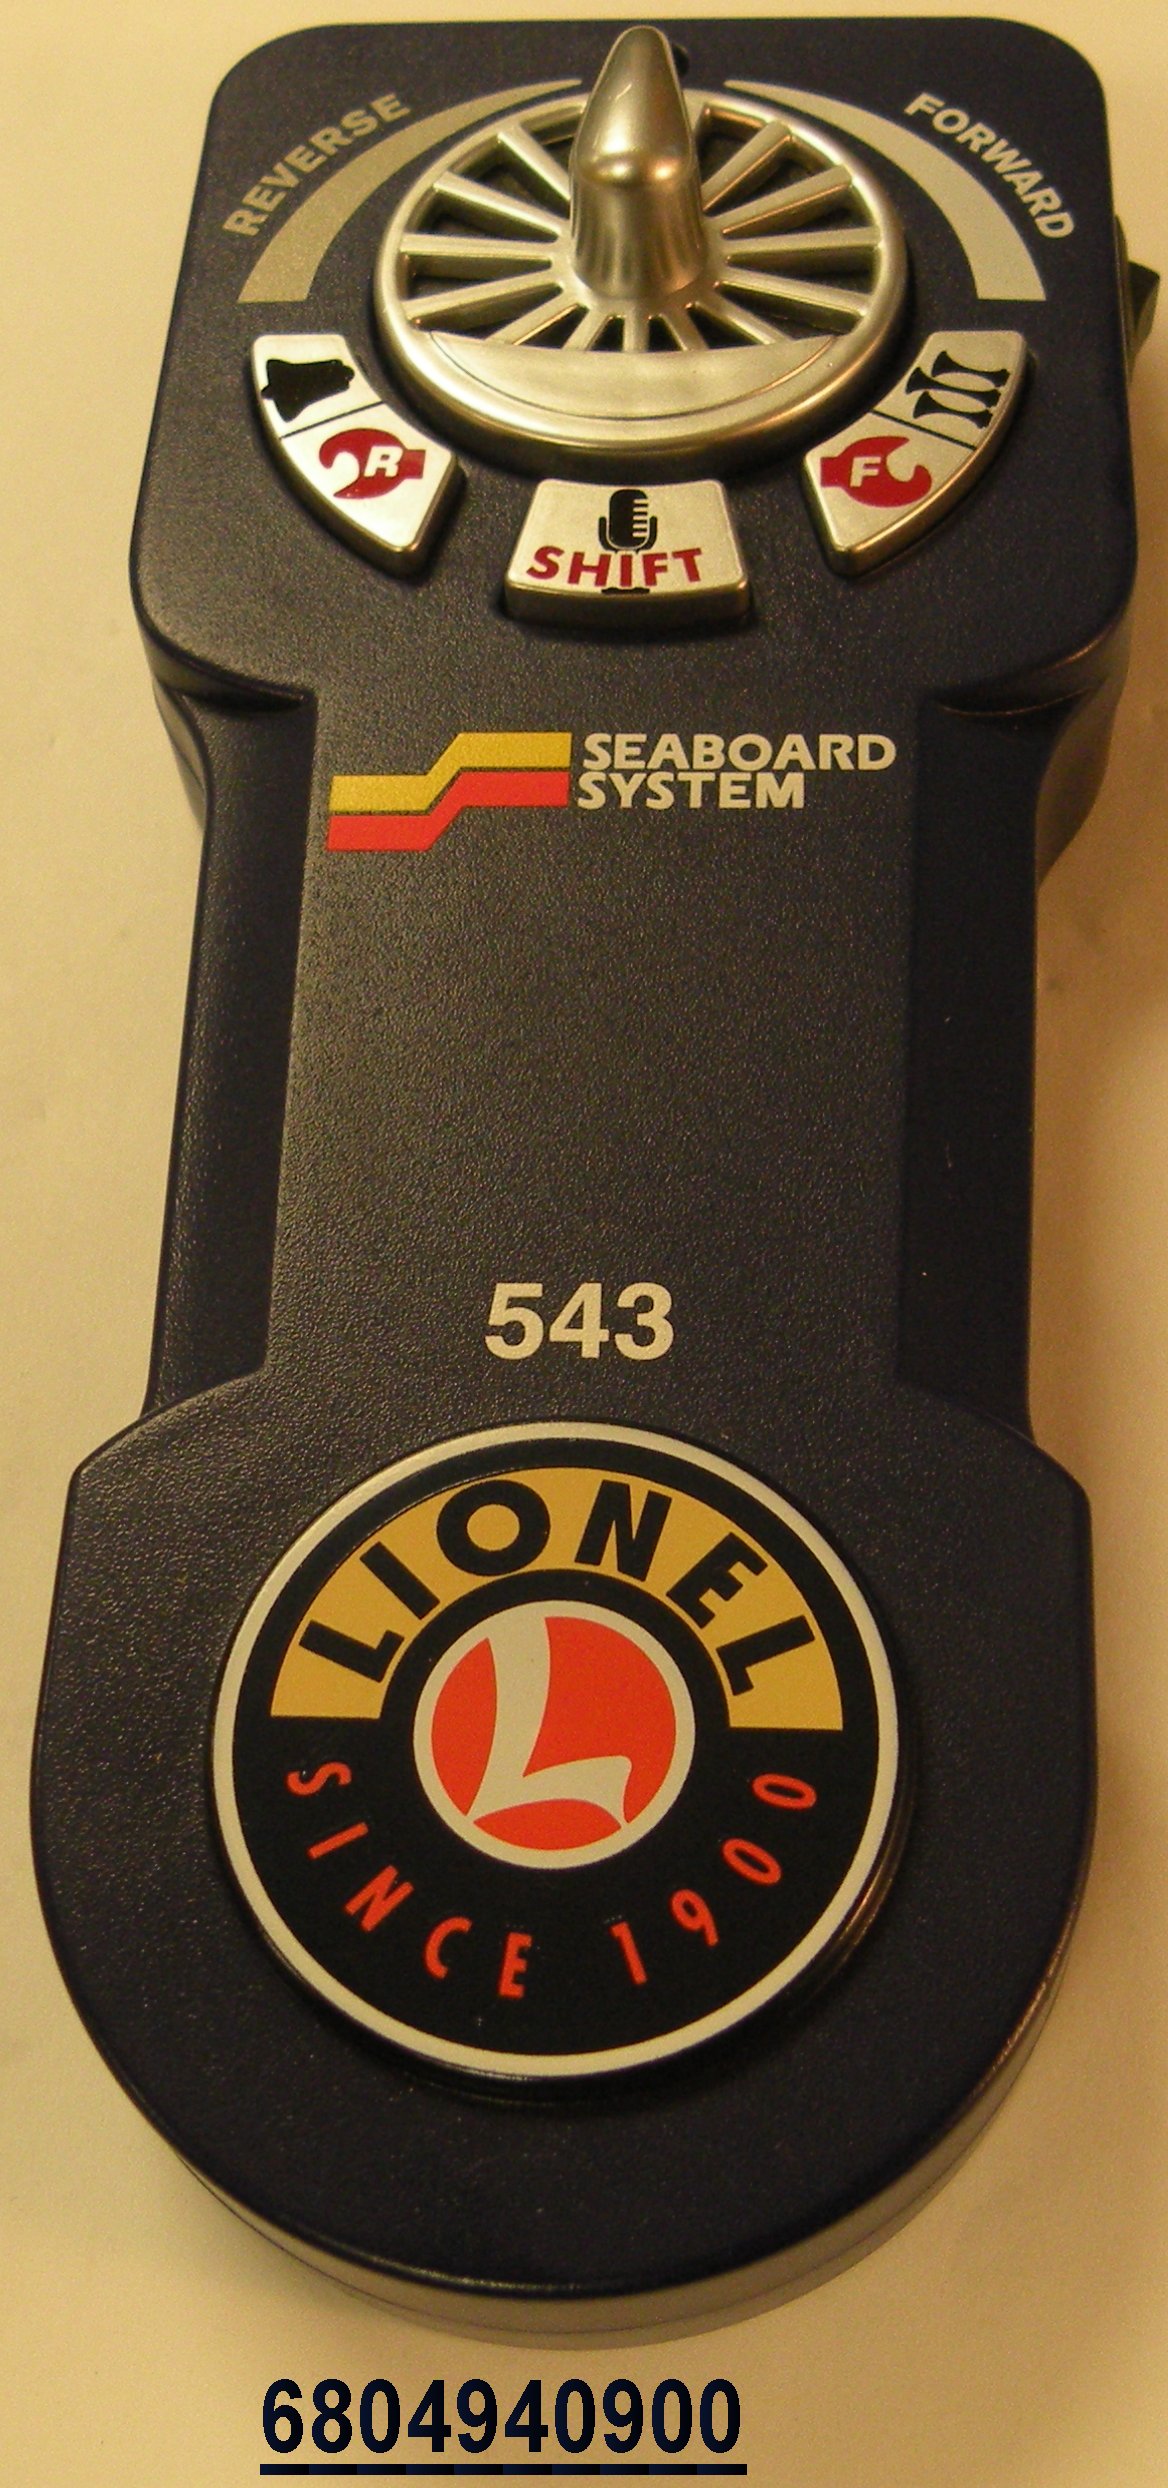 REVERSE
FORWARD
R
F
SHIFT
SEABOARD
SYSTEM
543
LIONEL
L
SINCE 1900
6804940900